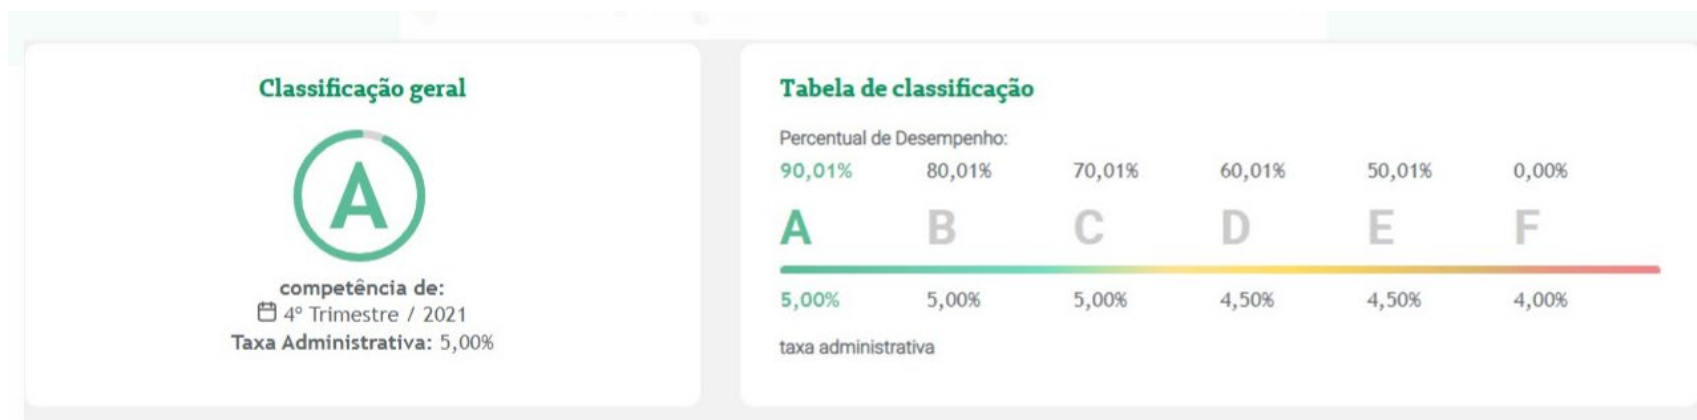 Classificação geral
A
competência de:
4º Trimestre / 2021
Taxa Administrativa: 5,00%
Tabela de classificação
Percentual de Desempenho:
90,01% 80,01% 70,01% 60,01% 50,01% 0,00%
A B C D E F
5,00% 5,00% 5,00% 4,50% 4,50% 4,00%
taxa administrativa